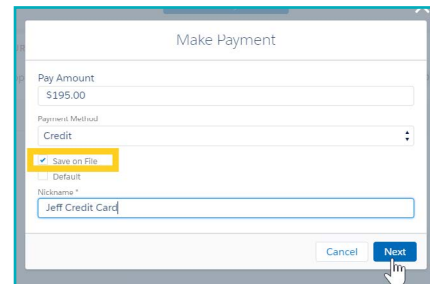 Make Payment
Pay Amount
$195.00
Payment Method
Credit
Save on File
Default
Nickname *
Jeff Credit Card
Cancel Next